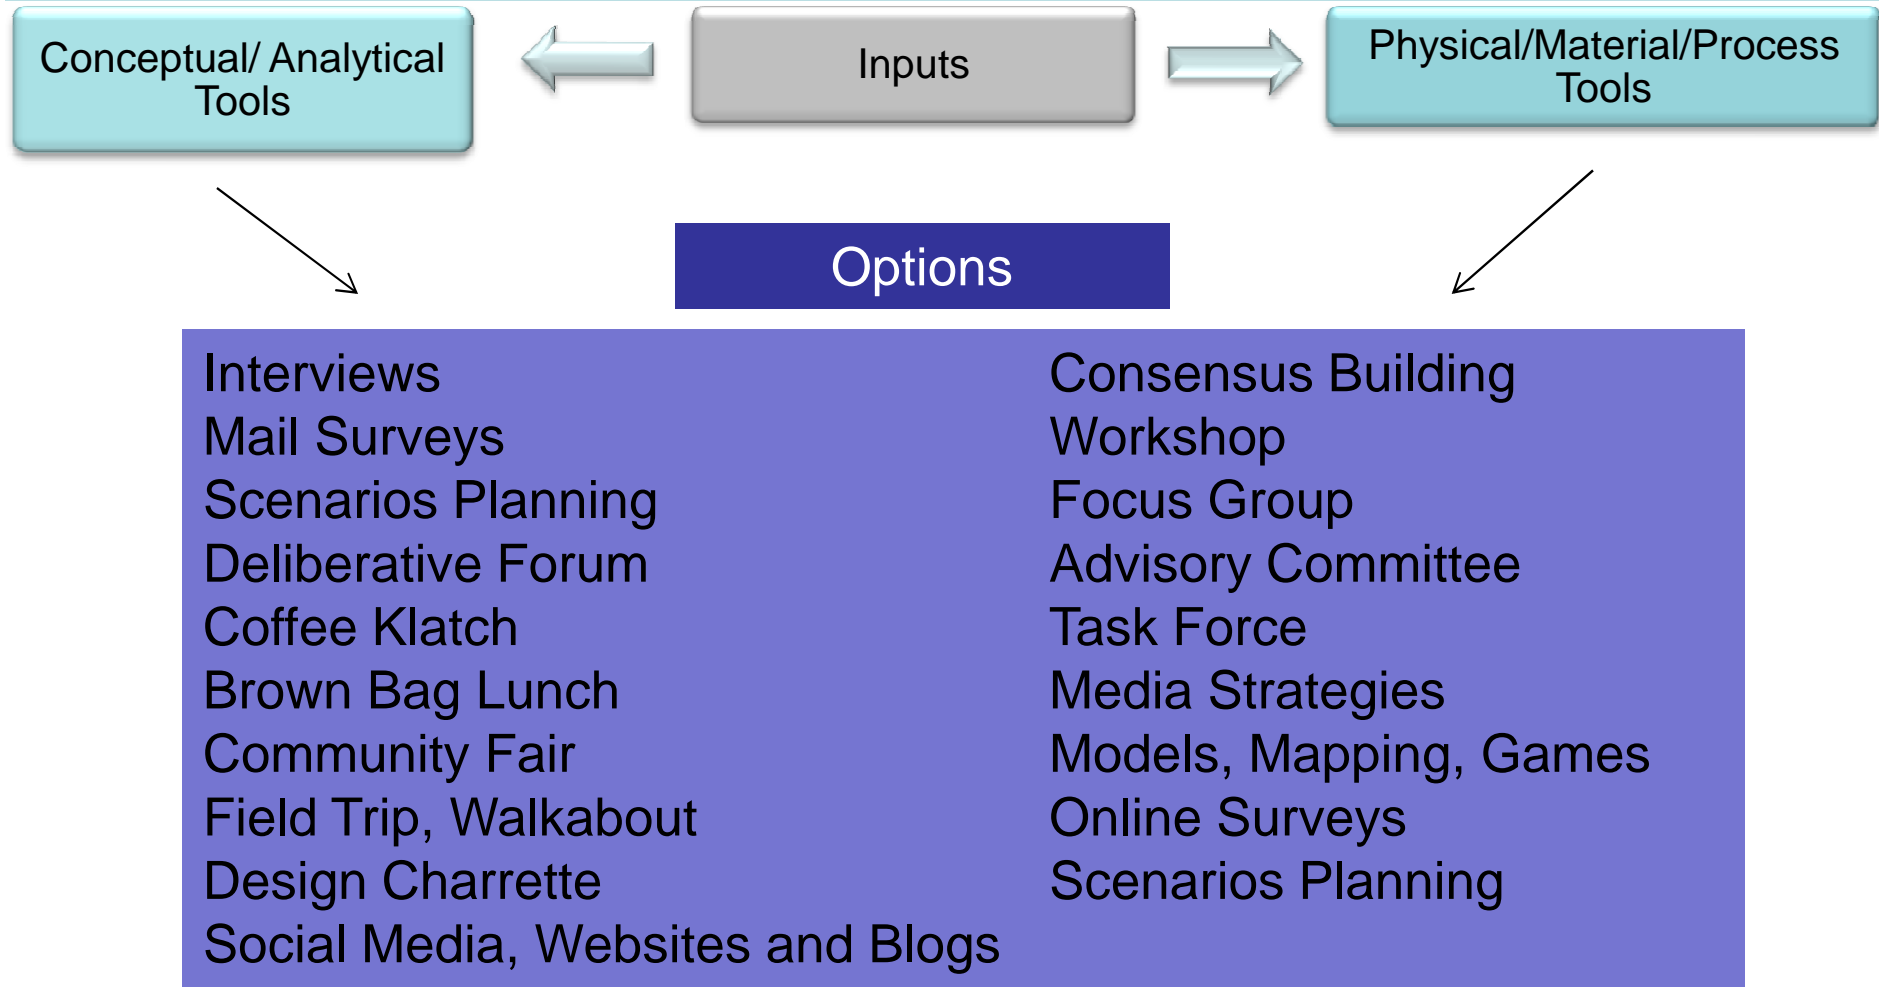 Conceptual/ Analytical
Tools
Inputs
Physical/Material/Process
Tools
Options
Interviews
Mail Surveys
Scenarios Planning
Deliberative Forum
Coffee Klatch
Brown Bag Lunch
Community Fair
Field Trip, Walkabout
Design Charrette
Social Media, Websites and Blogs
Consensus Building
Workshop
Focus Group
Advisory Committee
Task Force
Media Strategies
Models, Mapping, Games
Online Surveys
Scenarios Planning